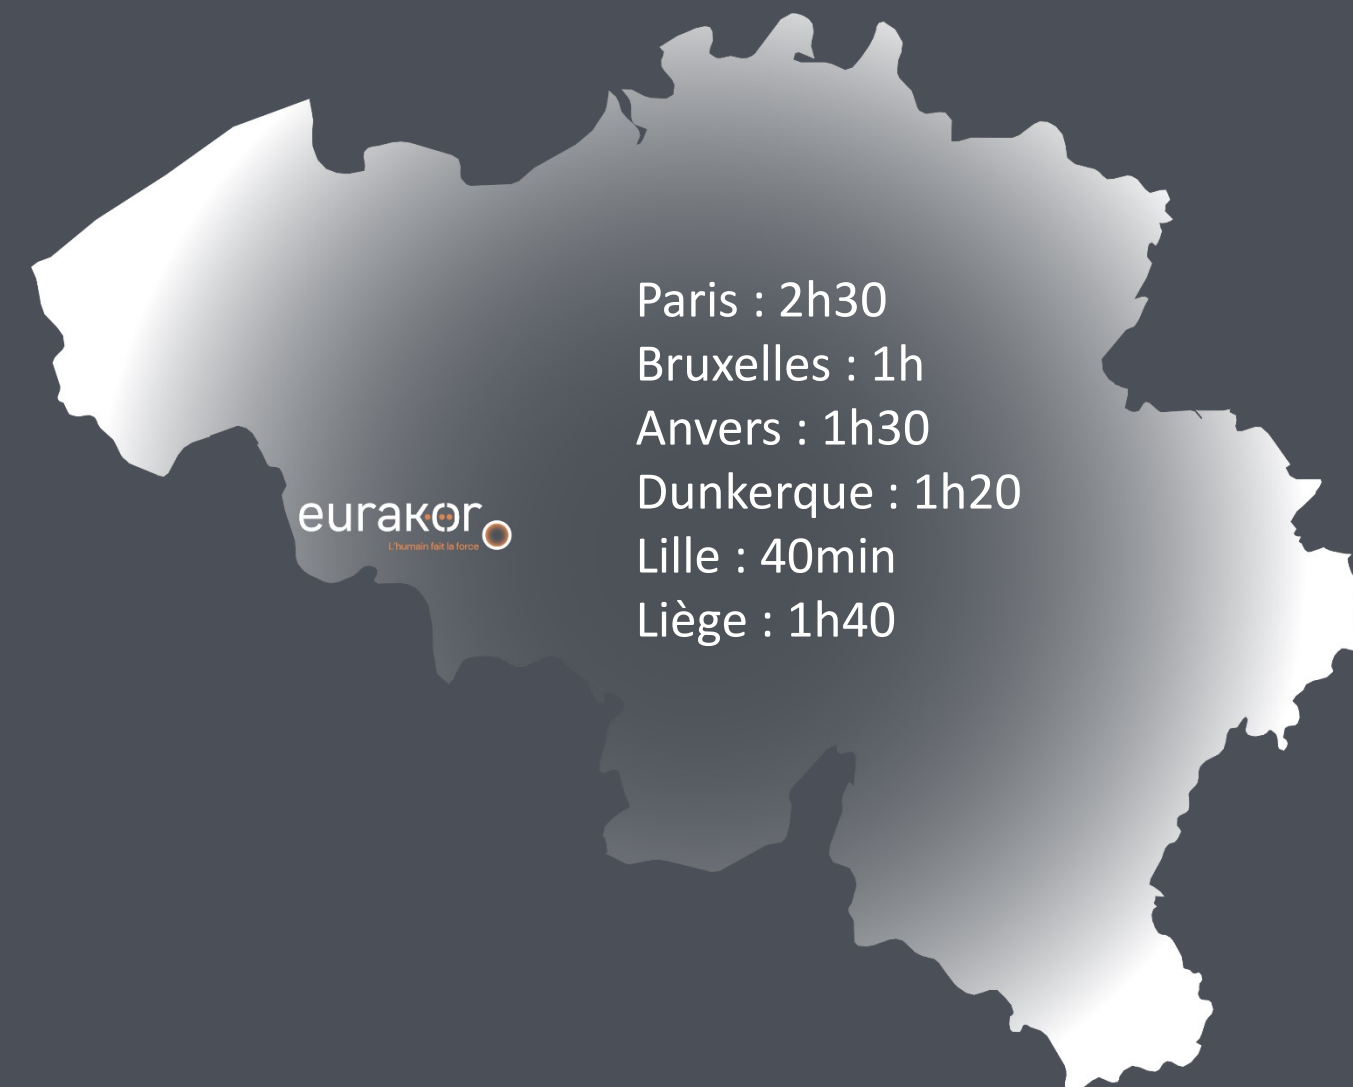 Paris : 2h30
Bruxelles : 1h
Anvers : 1h30
Dunkerque : 1h20
Lille : 40min
Liège : 1h40
eurakor
L'humain fait la force